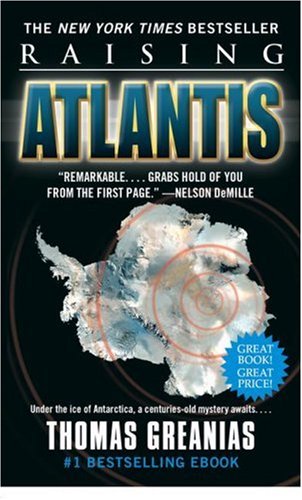 THE NEW YORK TIMES BESTSELLER
RAISING
ATLANTIS
“REMARKABLE. . . . GRABS HOLD OF YOU
FROM THE FIRST PAGE.” —NELSON DeMILLE
GREAT
BOOK!
GREAT
PRICE!
Under the ice of Antarctica, a centuries-old mystery awaits. . . .
THOMAS GREANIAS
#1 BESTSELLING EBOOK